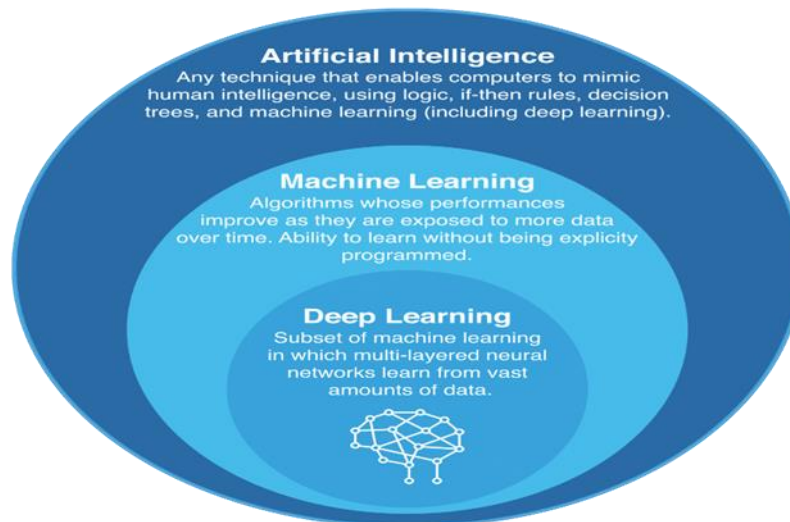 Artificial Intelligence
Any technique that enables computers to mimic
human intelligence, using logic, if-then rules, decision
trees, and machine learning (including deep learning).
Machine Learning
Algorithms whose performances
improve as they are exposed to more data
over time. Ability to learn without being explicity
programmed.
Deep Learning
Subset of machine learning
in which multi-layered neural
networks learn from vast
amounts of data.